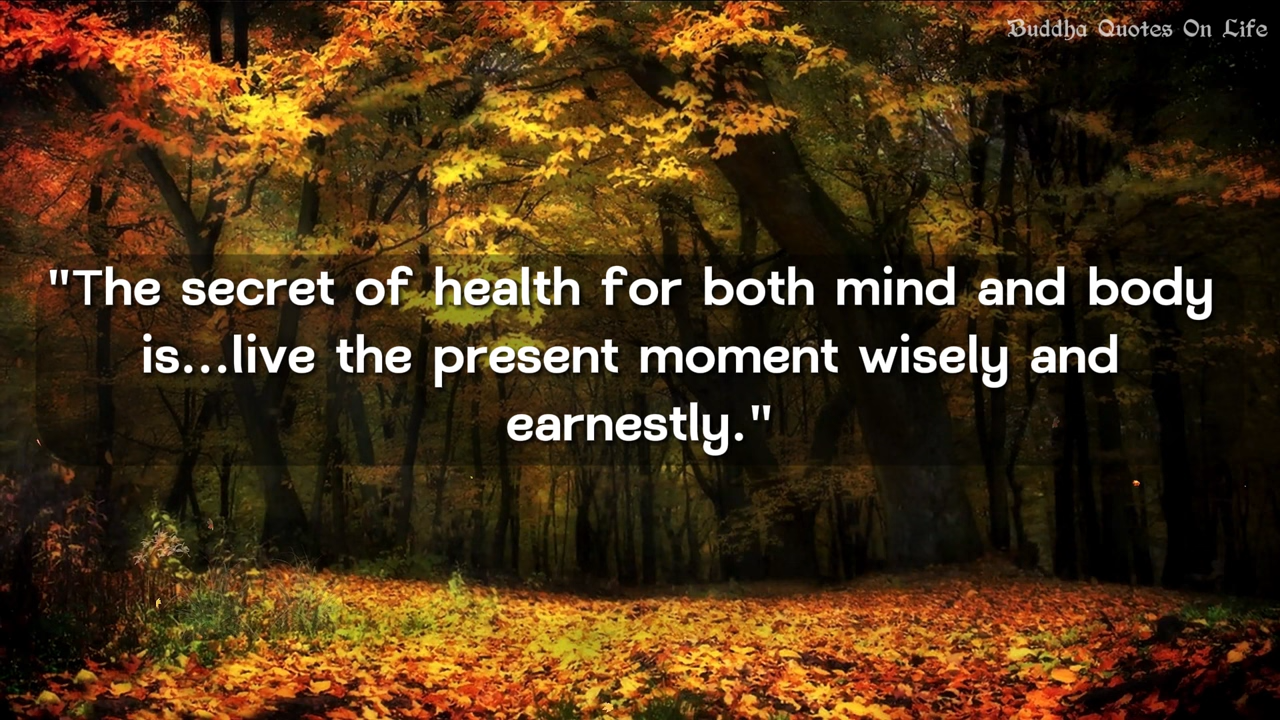 Buddha Quotes On Life
"The secret of health for both mind and body
is...live the present moment wisely and
earnestly."